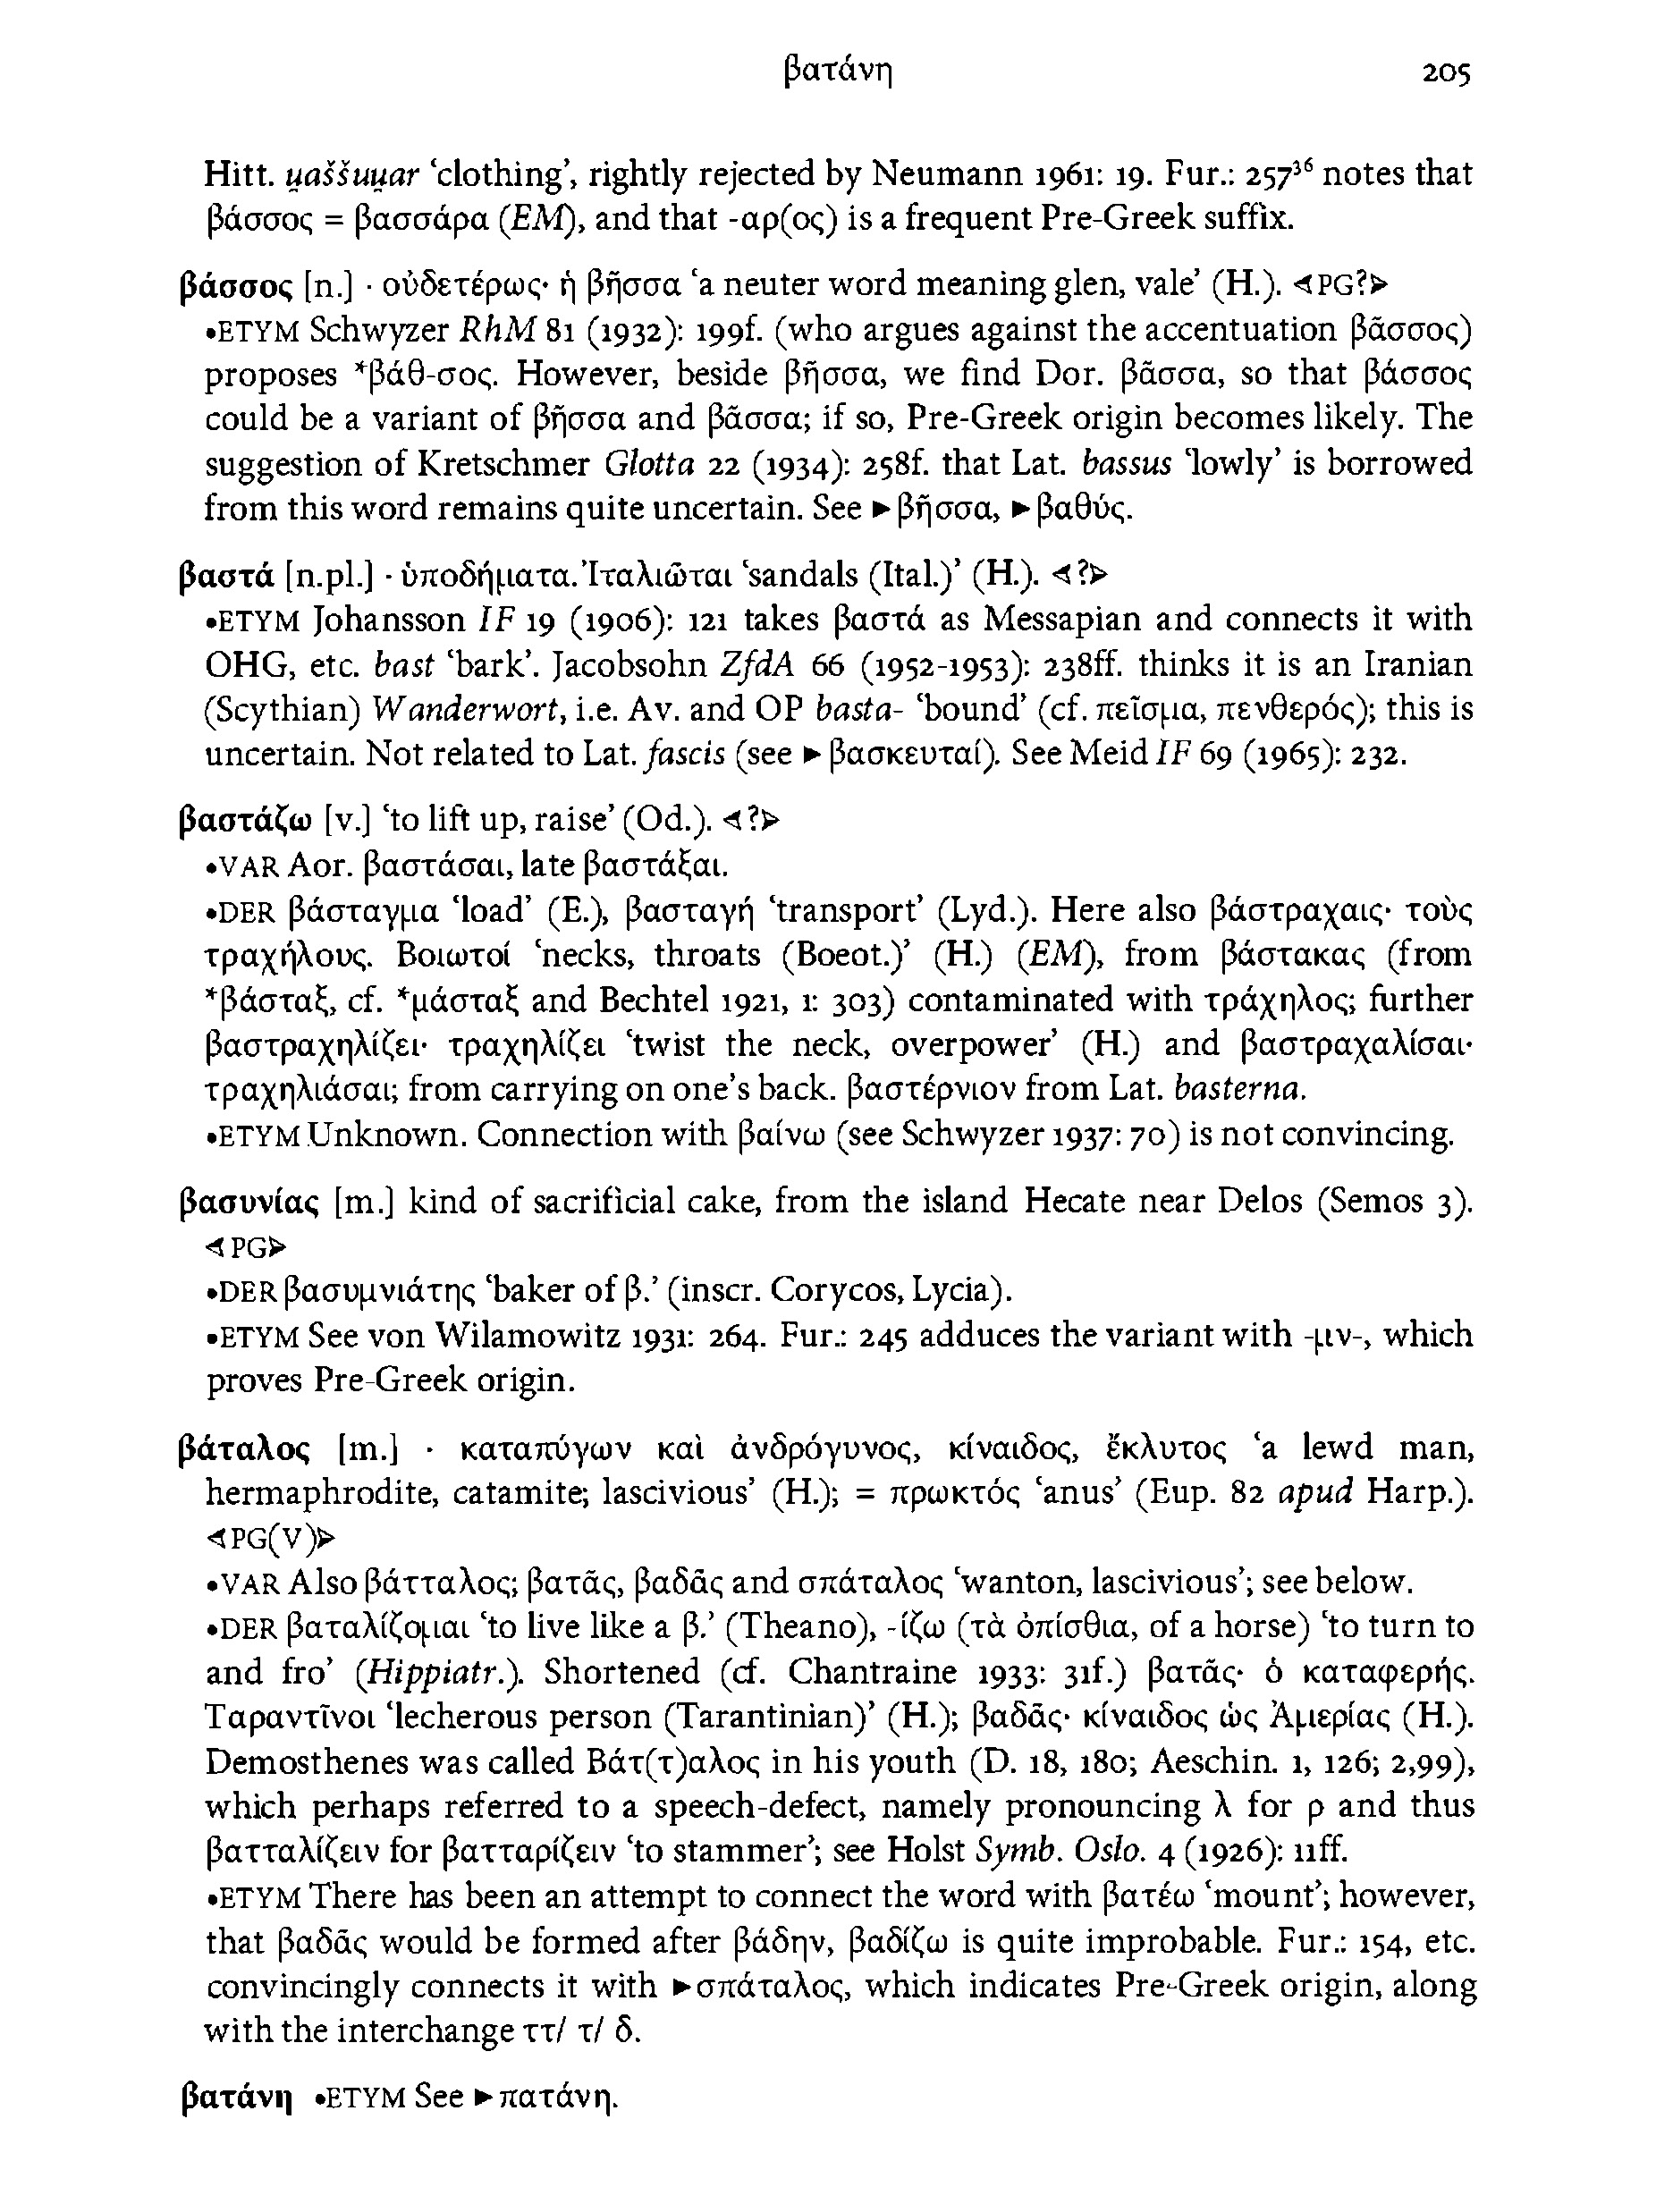 βατάνη 205
Hitt. u̯aššuu̯ar ‘clothing’, rightly rejected by Neumann 1961: 19. Fur.: 257³⁶ notes that
βάσσος = βασσάρα (EM), and that -αρ(ος) is a frequent Pre-Greek suffix.
βάσσος [n.] · οὐδετέρως· ἡ βῆσσα ‘a neuter word meaning glen, vale’ (H.). ⊲PG?⊳
•ETYM Schwyzer RhM 81 (1932): 199f. (who argues against the accentuation βᾶσσος)
proposes *βάθ-σος. However, beside βῆσσα, we find Dor. βᾶσσα, so that βάσσος
could be a variant of βῆσσα and βᾶσσα; if so, Pre-Greek origin becomes likely. The
suggestion of Kretschmer Glotta 22 (1934): 258f. that Lat. bassus ‘lowly’ is borrowed
from this word remains quite uncertain. See ►βῆσσα, ►βαθύς.
βαστά [n.pl.] · ὑποδήματα. Ἰταλιῶται ‘sandals (Ital.)’ (H.). ⊲?⊳
•ETYM Johansson IF 19 (1906): 121 takes βαστά as Messapian and connects it with
OHG, etc. bast ‘bark’. Jacobsohn ZfdA 66 (1952-1953): 238ff. thinks it is an Iranian
(Scythian) Wanderwort, i.e. Av. and OP basta- ‘bound’ (cf. πεῖσμα, πενθερός); this is
uncertain. Not related to Lat. fascis (see ►βασκευταί). See Meid IF 69 (1965): 232.
βαστάζω [v.] ‘to lift up, raise’ (Od.). ⊲?⊳
•VAR Aor. βαστάσαι, late βαστάξαι.
•DER βάσταγμα ‘load’ (E.), βασταγή ‘transport’ (Lyd.). Here also βάστραχαις· τοὺς
τραχήλους. Βοιωτοί ‘necks, throats (Boeot.)’ (H.) (EM), from βάστακας (from
*βάσταξ, cf. *μάσταξ and Bechtel 1921, 1: 303) contaminated with τράχηλος; further
βαστραχηλίζει· τραχηλίζει ‘twist the neck, overpower’ (H.) and βαστραχαλίσαι·
τραχηλιάσαι; from carrying on one’s back. βαστέρνιον from Lat. basterna.
•ETYM Unknown. Connection with βαίνω (see Schwyzer 1937: 70) is not convincing.
βασυνίας [m.] kind of sacrificial cake, from the island Hecate near Delos (Semos 3).
⊲PG⊳
•DER βασυμνιάτης ‘baker of β.’ (inscr. Corycos, Lycia).
•ETYM See von Wilamowitz 1931: 264. Fur.: 245 adduces the variant with -μν-, which
proves Pre-Greek origin.
βάταλος [m.] · καταπύγων καὶ ἀνδρόγυνος, κίναιδος, ἔκλυτος ‘a lewd man,
hermaphrodite, catamite; lascivious’ (H.); = πρωκτός ‘anus’ (Eup. 82 apud Harp.).
⊲PG(V)⊳
•VAR Also βάτταλος; βατᾶς, βαδᾶς and σπάταλος ‘wanton, lascivious’; see below.
•DER βαταλίζομαι ‘to live like a β.’ (Theano), -ίζω (τὰ ὀπίσθια, of a horse) ‘to turn to
and fro’ (Hippiatr.). Shortened (cf. Chantraine 1933: 31f.) βατᾶς· ὁ καταφερής.
Ταραντῖνοι ‘lecherous person (Tarantinian)’ (H.); βαδᾶς· κίναιδος ὡς Ἀμερίας (H.).
Demosthenes was called Βάτ(τ)αλος in his youth (D. 18, 180; Aeschin. 1, 126; 2,99),
which perhaps referred to a speech-defect, namely pronouncing λ for ρ and thus
βατταλίζειν for βατταρίζειν ‘to stammer’; see Holst Symb. Oslo. 4 (1926): 11ff.
•ETYM There has been an attempt to connect the word with βατέω ‘mount’; however,
that βαδᾶς would be formed after βάδην, βαδίζω is quite improbable. Fur.: 154, etc.
convincingly connects it with ►σπάταλος, which indicates Pre-Greek origin, along
with the interchange ττ/ τ/ δ.
βατάνη •ETYM See ►πατάνη.